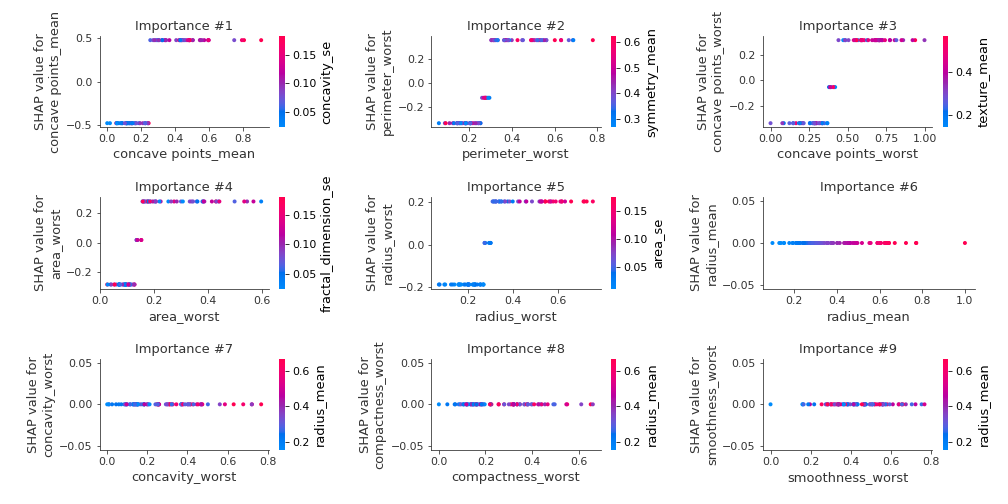 Importance #1
SHAP value for
concave points_mean
0.5
0.0
−0.5
0.0 0.2 0.4 0.6 0.8
concave points_mean
0.15
0.10
0.05
concavity_se
Importance #2
SHAP value for
perimeter_worst
0.2
0.0
−0.2
0.2 0.4 0.6 0.8
perimeter_worst
0.6
0.5
0.4
0.3
symmetry_mean
Importance #3
SHAP value for
concave points_worst
0.2
0.0
−0.2
0.00 0.25 0.50 0.75 1.00
concave points_worst
0.4
0.2
texture_mean
Importance #4
SHAP value for
area_worst
0.2
0.0
−0.2
0.0 0.2 0.4 0.6
area_worst
0.15
0.10
0.05
fractal_dimension_se
Importance #5
SHAP value for
radius_worst
0.2
0.0
−0.2
0.2 0.4 0.6
radius_worst
0.15
0.10
0.05
area_se
Importance #6
SHAP value for
radius_mean
0.05
0.00
−0.05
0.2 0.4 0.6 0.8 1.0
radius_mean
Importance #7
SHAP value for
concavity_worst
0.05
0.00
−0.05
0.0 0.2 0.4 0.6 0.8
concavity_worst
0.6
0.4
0.2
radius_mean
Importance #8
SHAP value for
compactness_worst
0.05
0.00
−0.05
0.0 0.2 0.4 0.6
compactness_worst
0.6
0.4
0.2
radius_mean
Importance #9
SHAP value for
smoothness_worst
0.05
0.00
−0.05
0.0 0.2 0.4 0.6 0.8
smoothness_worst
0.6
0.4
0.2
radius_mean